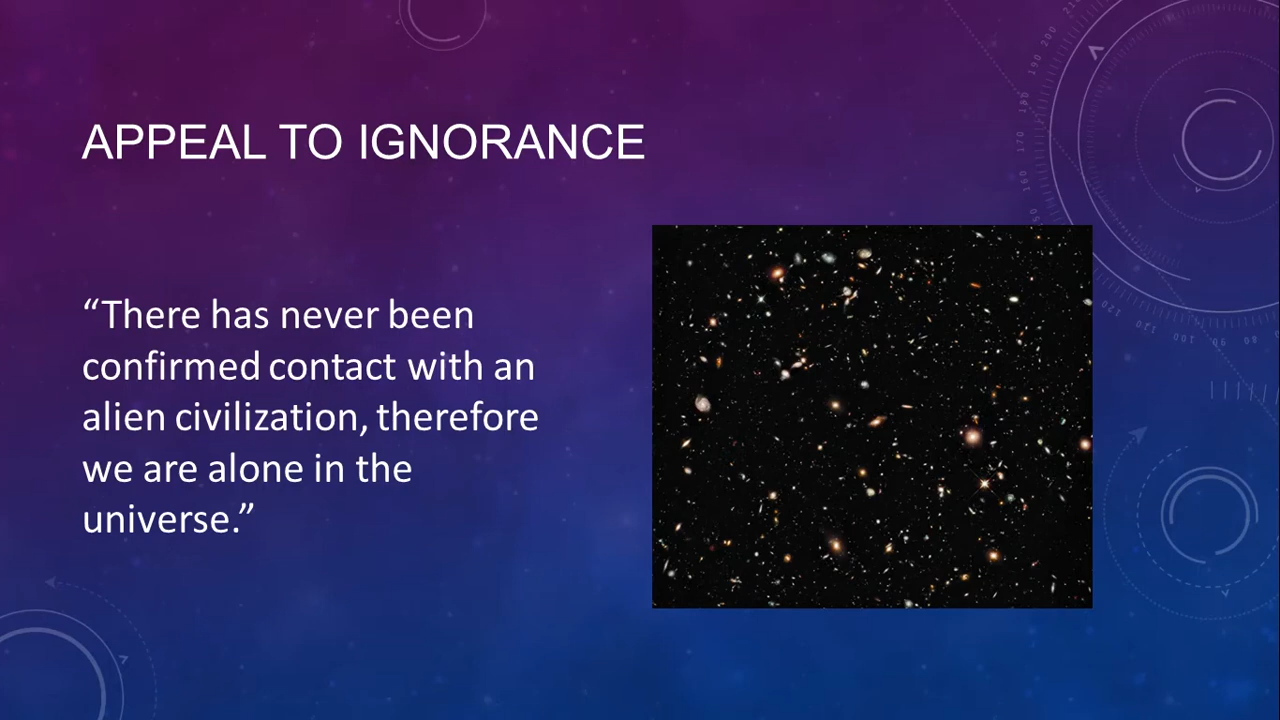 APPEAL TO IGNORANCE
“There has never been
confirmed contact with an
alien civilization, therefore
we are alone in the
universe.”